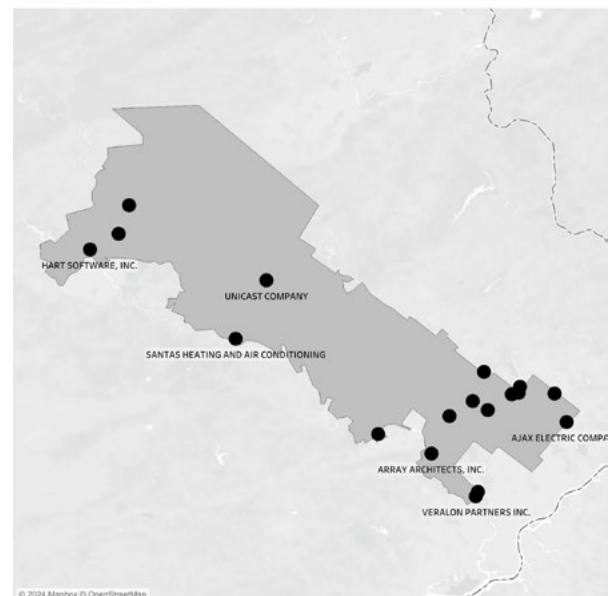 HART SOFTWARE, INC.
UNICAST COMPANY
SANTAS HEATING AND AIR CONDITIONING
AJAX ELECTRIC COMPA
ARRAY ARCHITECTS, INC.
VERALON PARTNERS INC.
© 2024 Mapbox © OpenStreetMap